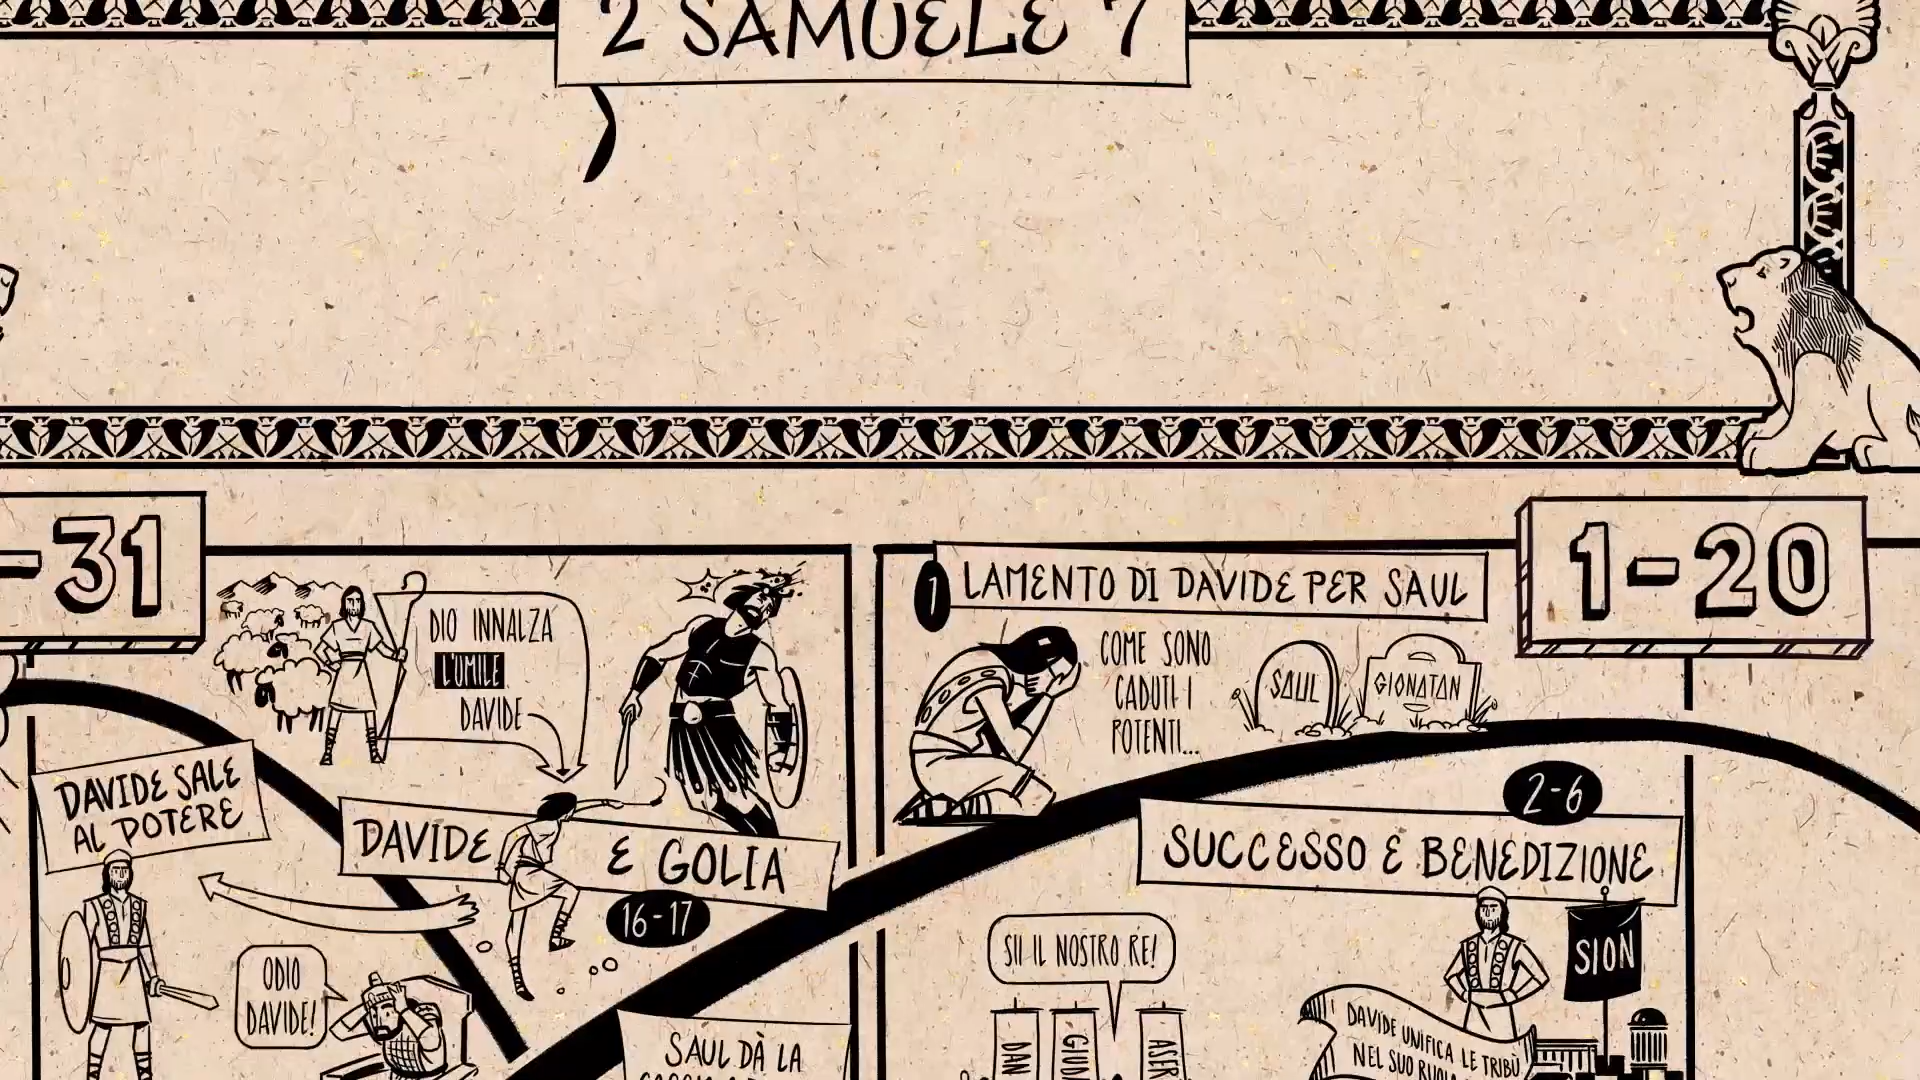 2 SAMUELE 7
-31
1-20
DIO INNALZA
L'UMILE
DAVIDE
1
LAMENTO DI DAVIDE PER SAUL
COME SONO
CADUTI I
POTENTI...
SAUL
GIONATAN
DAVIDE SALE
AL POTERE
DAVIDE E GOLIA
16-17
2-6
SUCCESSO E BENEDIZIONE
ODIO
DAVIDE!
SII IL NOSTRO RE!
SION
DAVIDE UNIFICA LE TRIBÙ
NEL SUO
SAUL DÀ LA
DAN
GIUDA
ASER